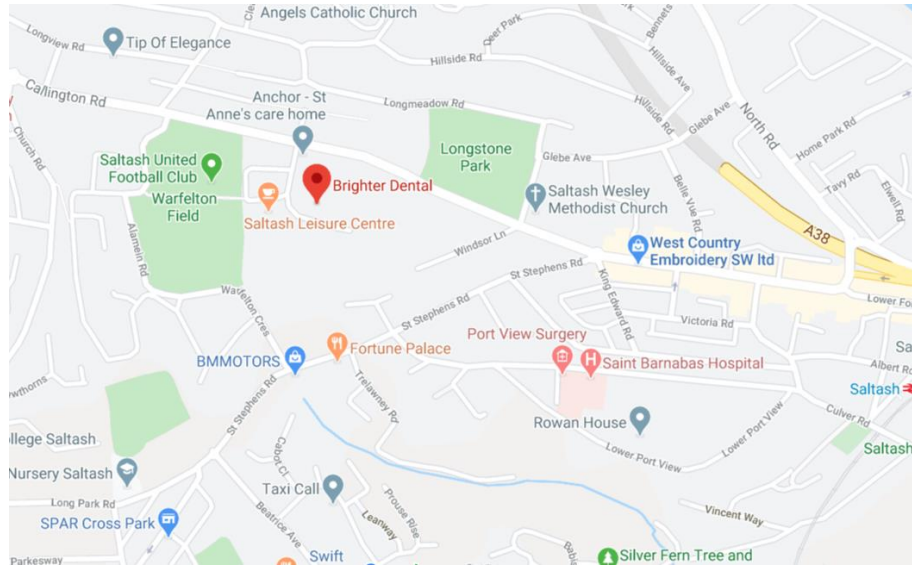 Angels Catholic Church
Longview Rd
Tip Of Elegance
Deer Park
Hillside Rd
Hillside Ave
Callington Rd
Anchor - St
Anne's care home
Longmeadow Rd
Hillside Rd
Glebe Ave
North Rd
Home Park Rd
Church Rd
Saltash United
Football Club
Warfelton
Field
Brighter Dental
Saltash Leisure Centre
Longstone
Park
Glebe Ave
Saltash Wesley
Methodist Church
Belle Vue Rd
Tavy Rd
Elwell Rd
A38
Alamein Rd
Windsor Ln
West Country
Embroidery SW ltd
St Stephens Rd
King Edward Rd
Warfelton Cres
St Stephens Rd
Victoria Rd
Lower Fo
Port View Surgery
Fortune Palace
BMMOTORS
Saint Barnabas Hospital
Albert Ro
Sa
Saltash
Trelawney Rd
St Stephens Rd
Rowan House
Culver Rd
Lower Port View
Lower Port View
Saltash
wthorns
llege Saltash
Nursery Saltash
Cabot Cl
Taxi Call
Long Park Rd
SPAR Cross Park
Beatrice Ave
Prouse Rise
Leanway
Vincent Way
Parkesway
Swift
Silver Fern Tree and